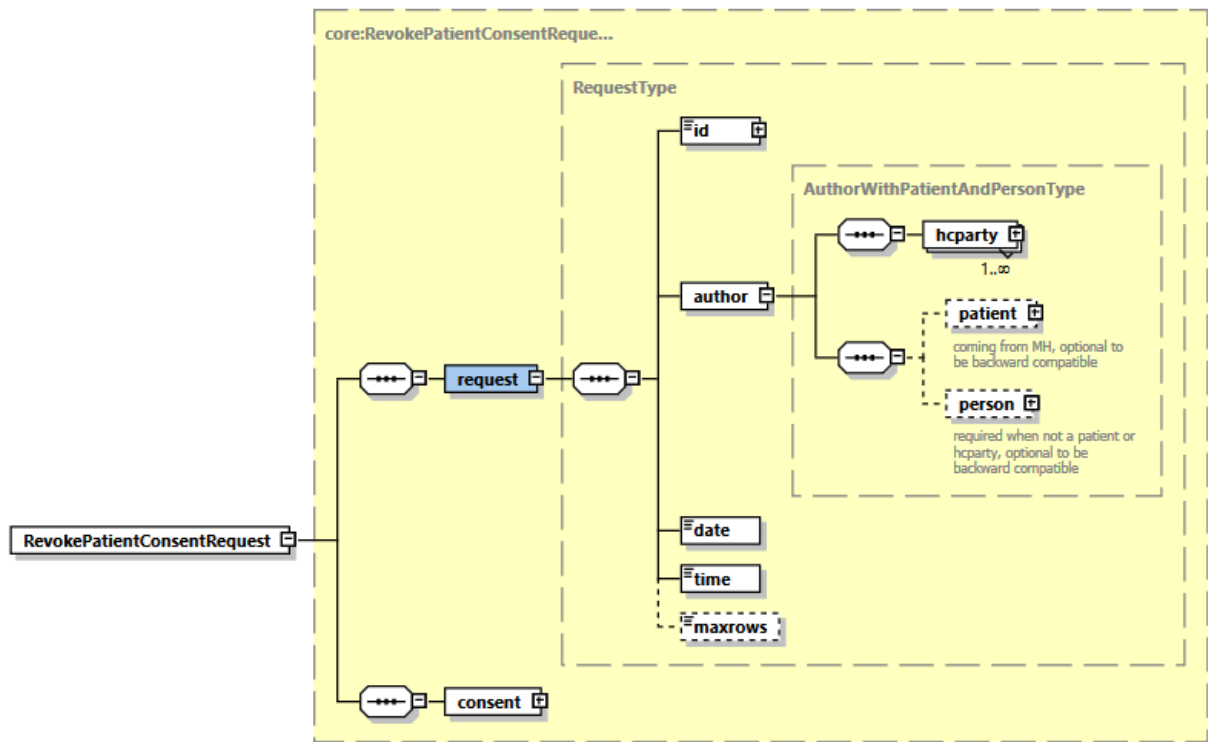 core:RevokePatientConsentReque...
RequestType
id
AuthorWithPatientAndPersonType
hcparty
1..∞
author
patient
coming from MH, optional to
be backward compatible
person
required when not a patient or
hcparty, optional to be
backward compatible
request
date
RevokePatientConsentRequest
time
maxrows
consent